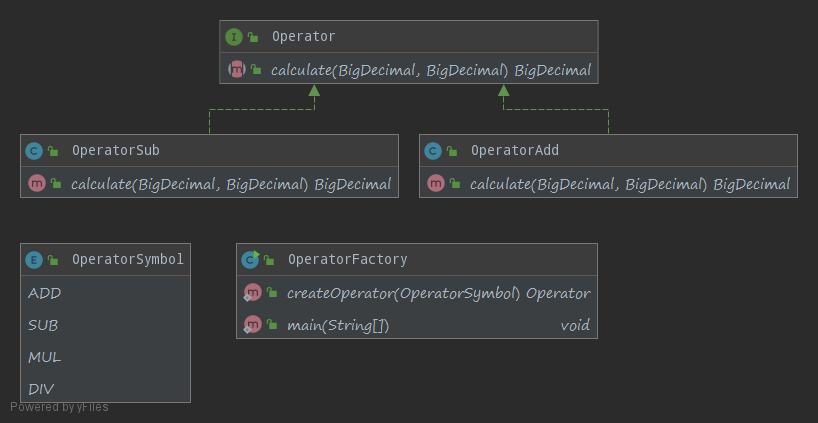 Operator
calculate(BigDecimal, BigDecimal) BigDecimal
OperatorSub
calculate(BigDecimal, BigDecimal) BigDecimal
OperatorAdd
calculate(BigDecimal, BigDecimal) BigDecimal
OperatorSymbol
ADD
SUB
MUL
DIV
OperatorFactory
createOperator(OperatorSymbol) Operator
main(String[]) void
Powered by yFiles